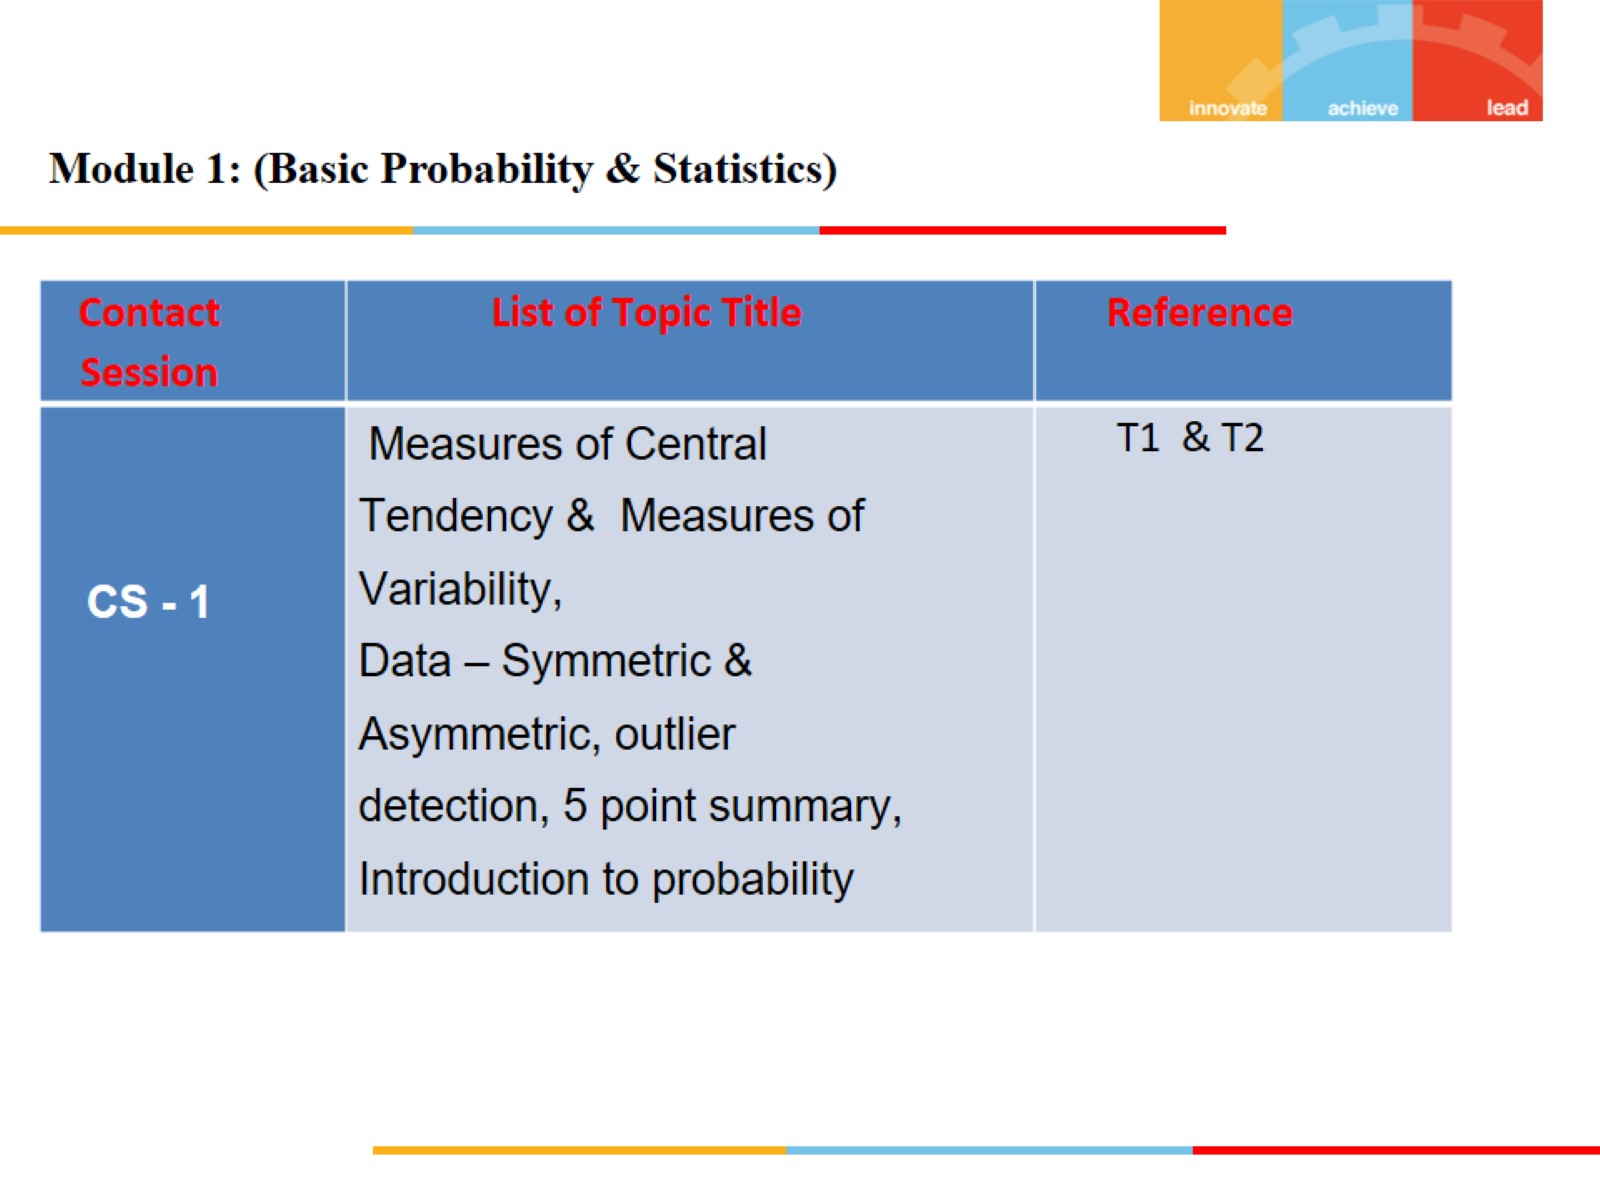 innovate achieve lead
Module 1: (Basic Probability & Statistics)
Contact
Session
List of Topic Title
Reference
CS - 1
Measures of Central
Tendency & Measures of
Variability,
Data – Symmetric &
Asymmetric, outlier
detection, 5 point summary,
Introduction to probability
T1 & T2